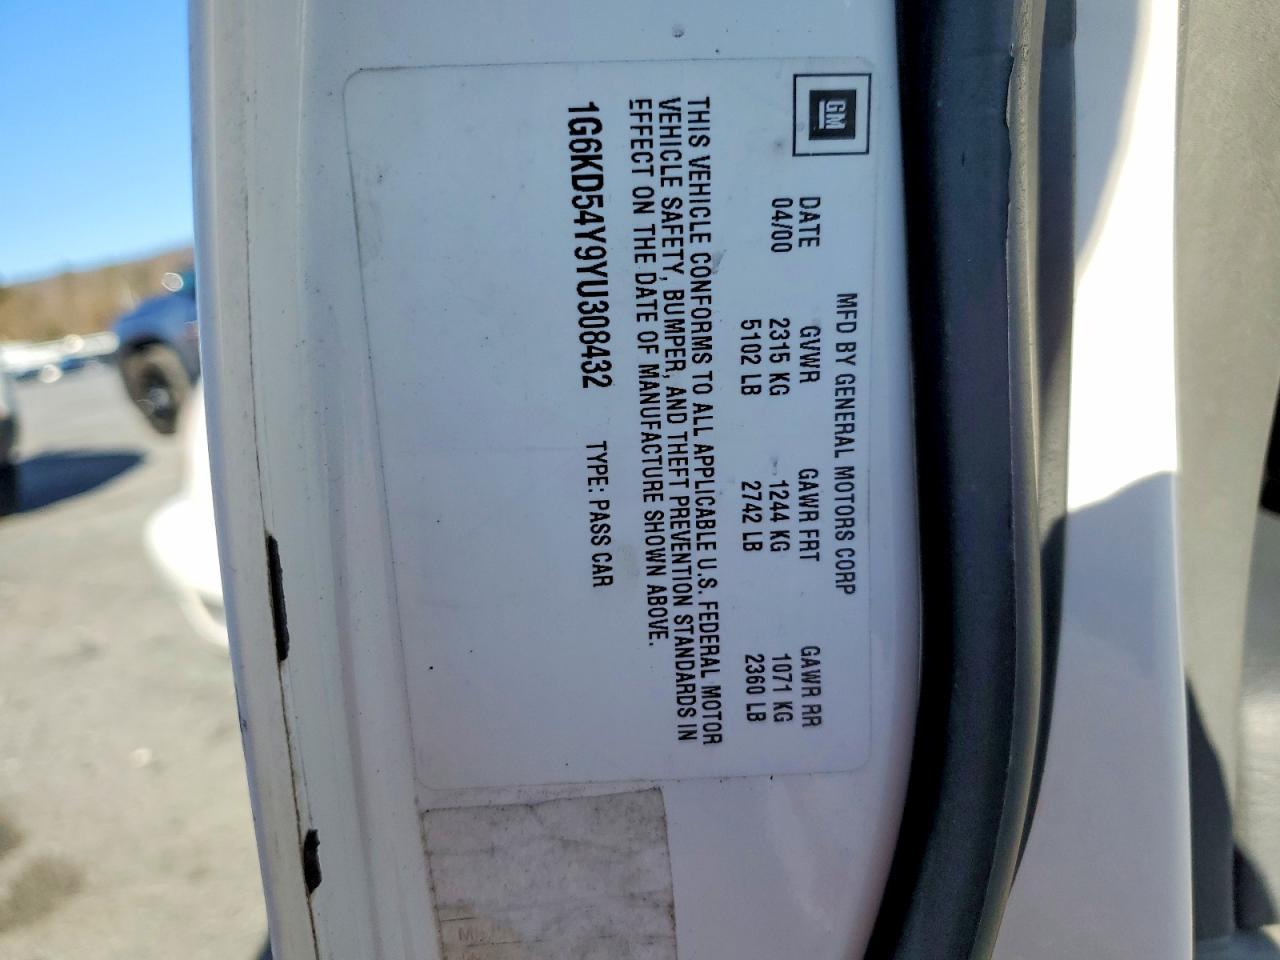 GM
MFD BY GENERAL MOTORS CORP
DATE GVWR GAWR FRT GAWR RR
04/00 2315 KG 1244 KG 1071 KG
5102 LB 2742 LB 2360 LB
THIS VEHICLE CONFORMS TO ALL APPLICABLE U.S. FEDERAL MOTOR
VEHICLE SAFETY, BUMPER, AND THEFT PREVENTION STANDARDS IN
EFFECT ON THE DATE OF MANUFACTURE SHOWN ABOVE.
1G6KD54Y9YU308432 TYPE: PASS CAR